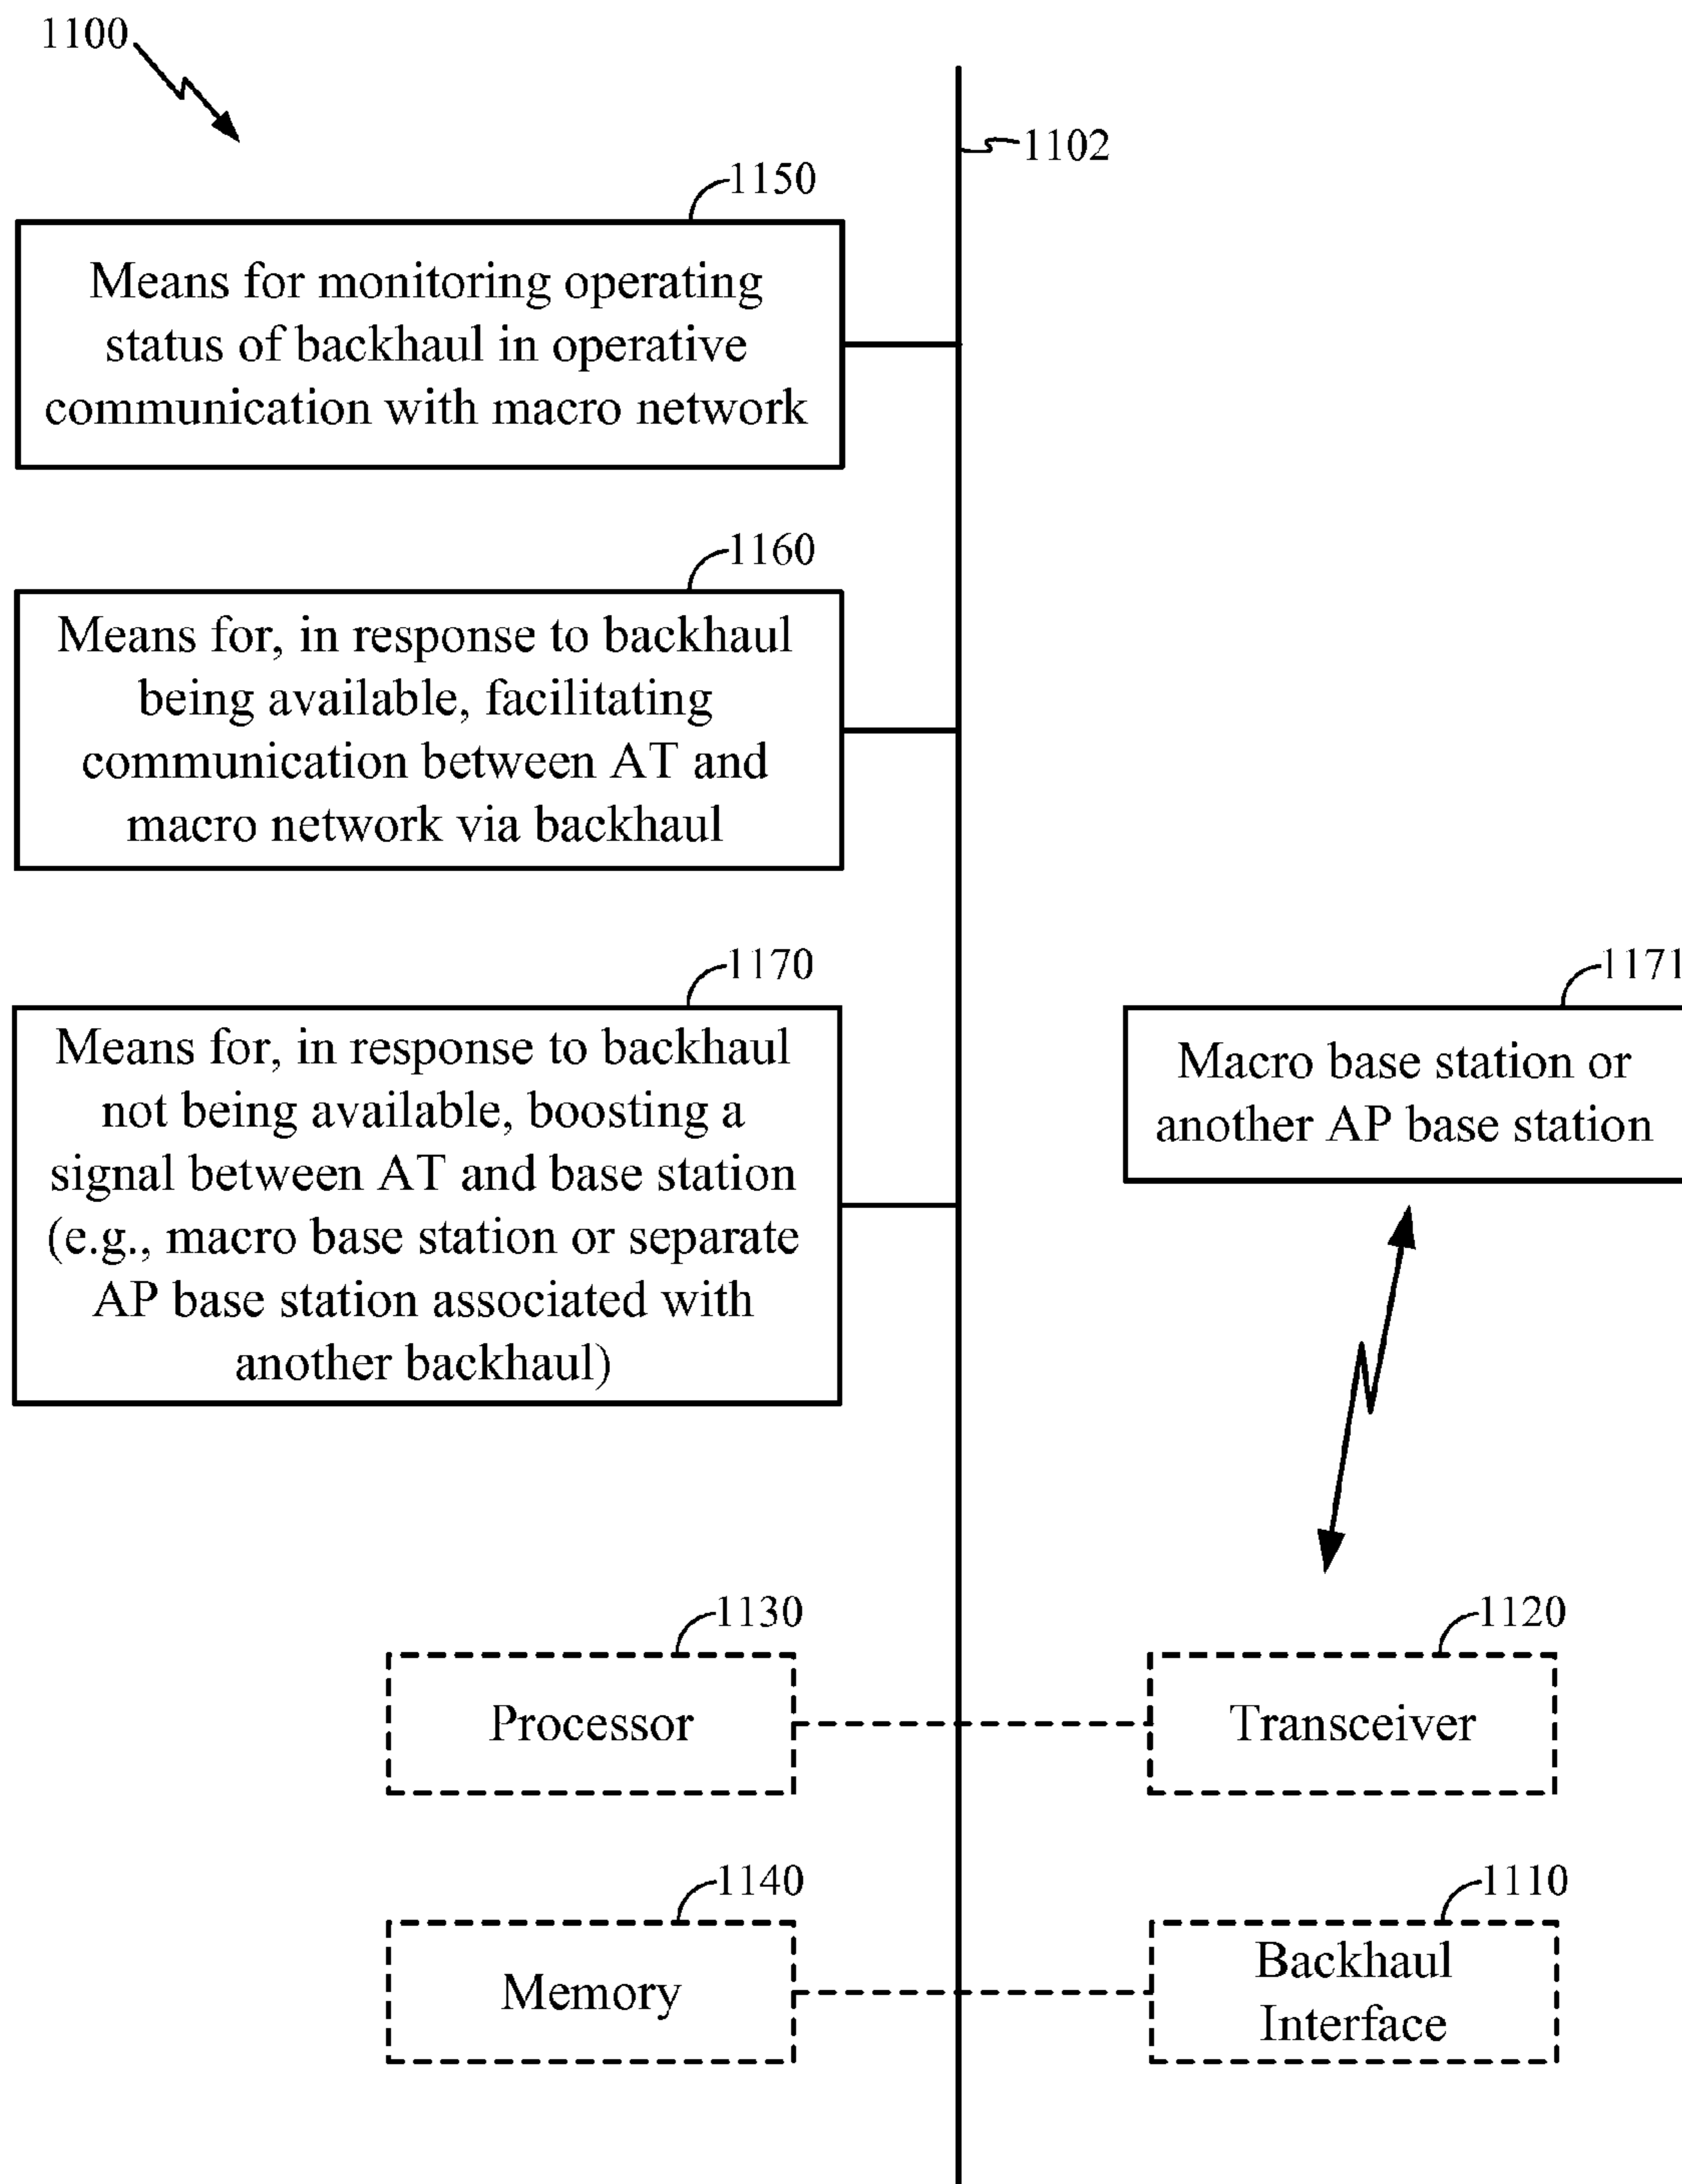 1100
1102
1150
Means for monitoring operating
status of backhaul in operative
communication with macro network
1160
Means for, in response to backhaul
being available, facilitating
communication between AT and
macro network via backhaul
1170
Means for, in response to backhaul
not being available, boosting a
signal between AT and base station
(e.g., macro base station or separate
AP base station associated with
another backhaul)
1171
Macro base station or
another AP base station
1130
Processor
1120
Transceiver
1140
Memory
1110
Backhaul
Interface